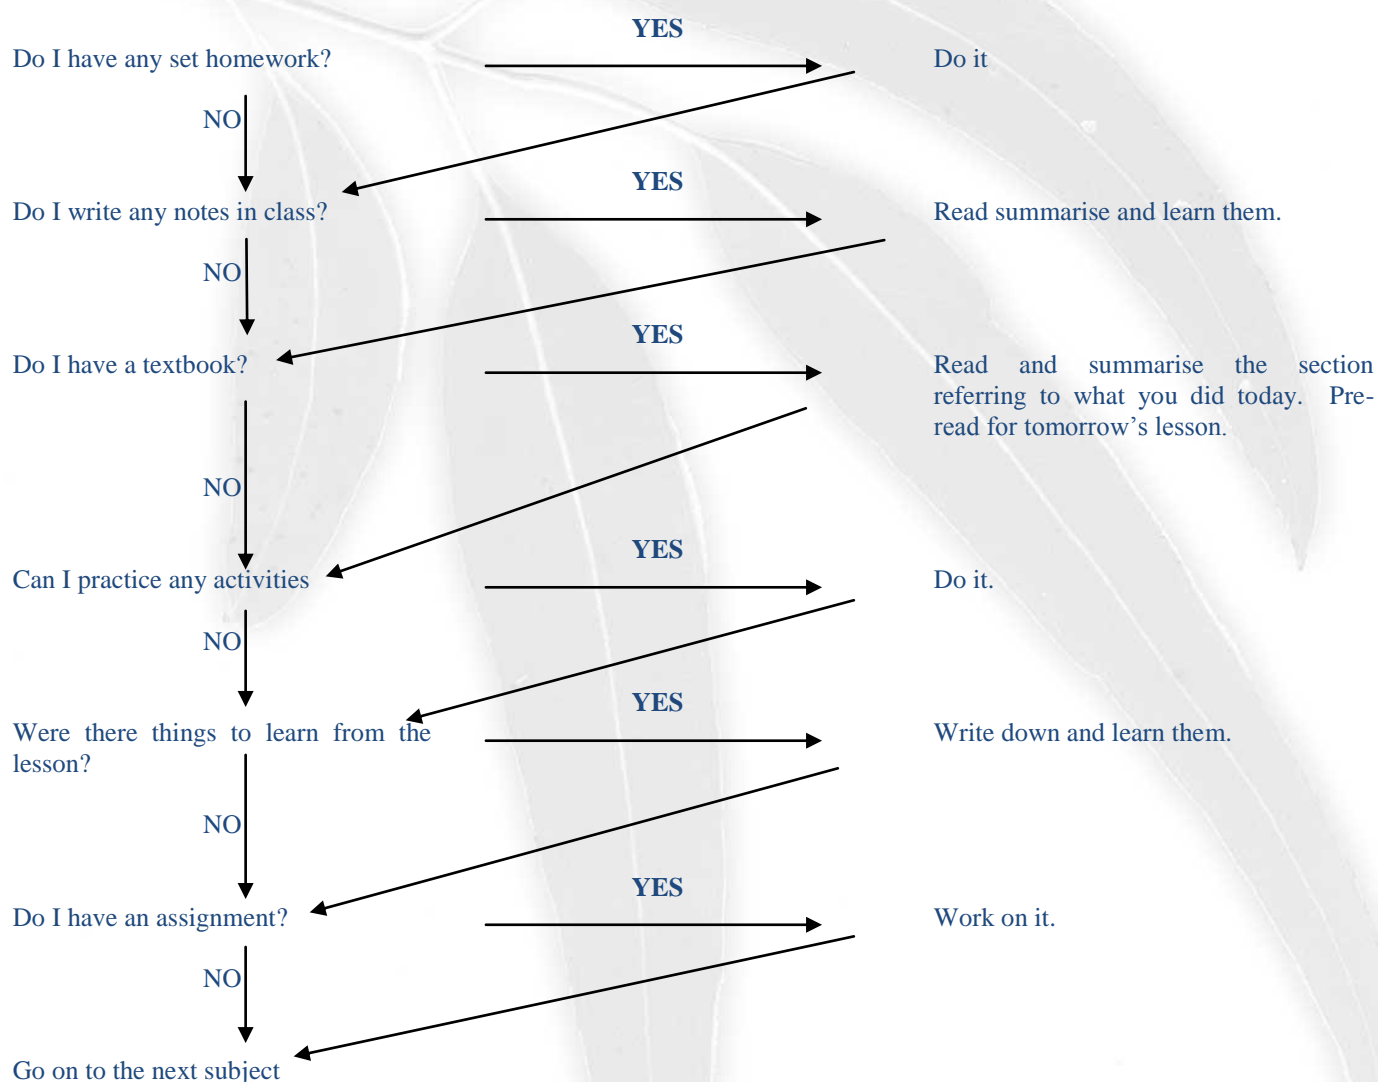 YES
Do I have any set homework?
Do it
NO
YES
Do I write any notes in class?
Read summarise and learn them.
NO
YES
Do I have a textbook?
Read and summarise the section
referring to what you did today. Pre-
read for tomorrow’s lesson.
NO
YES
Can I practice any activities
Do it.
NO
YES
Were there things to learn from the
lesson?
Write down and learn them.
NO
YES
Do I have an assignment?
Work on it.
NO
Go on to the next subject